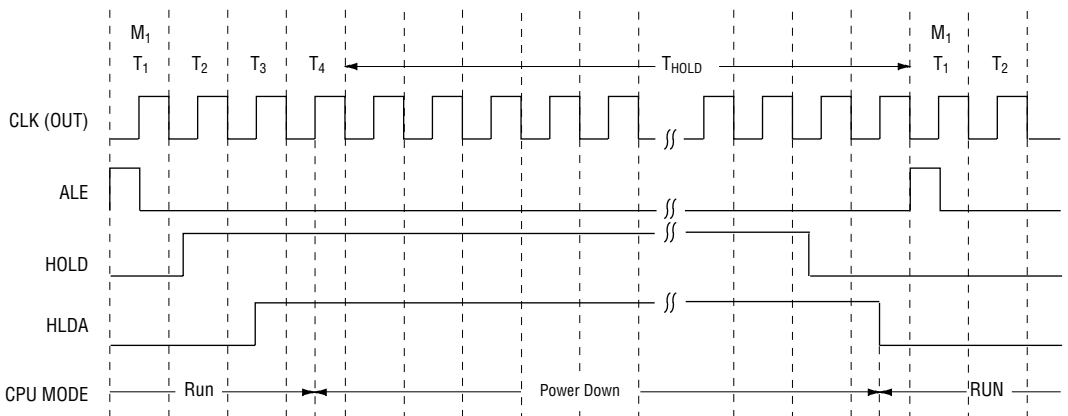 M1 M1
T1 T2 T3 T4 THOLD T1 T2
CLK (OUT)
ALE
HOLD
HLDA
CPU MODE Run Power Down RUN